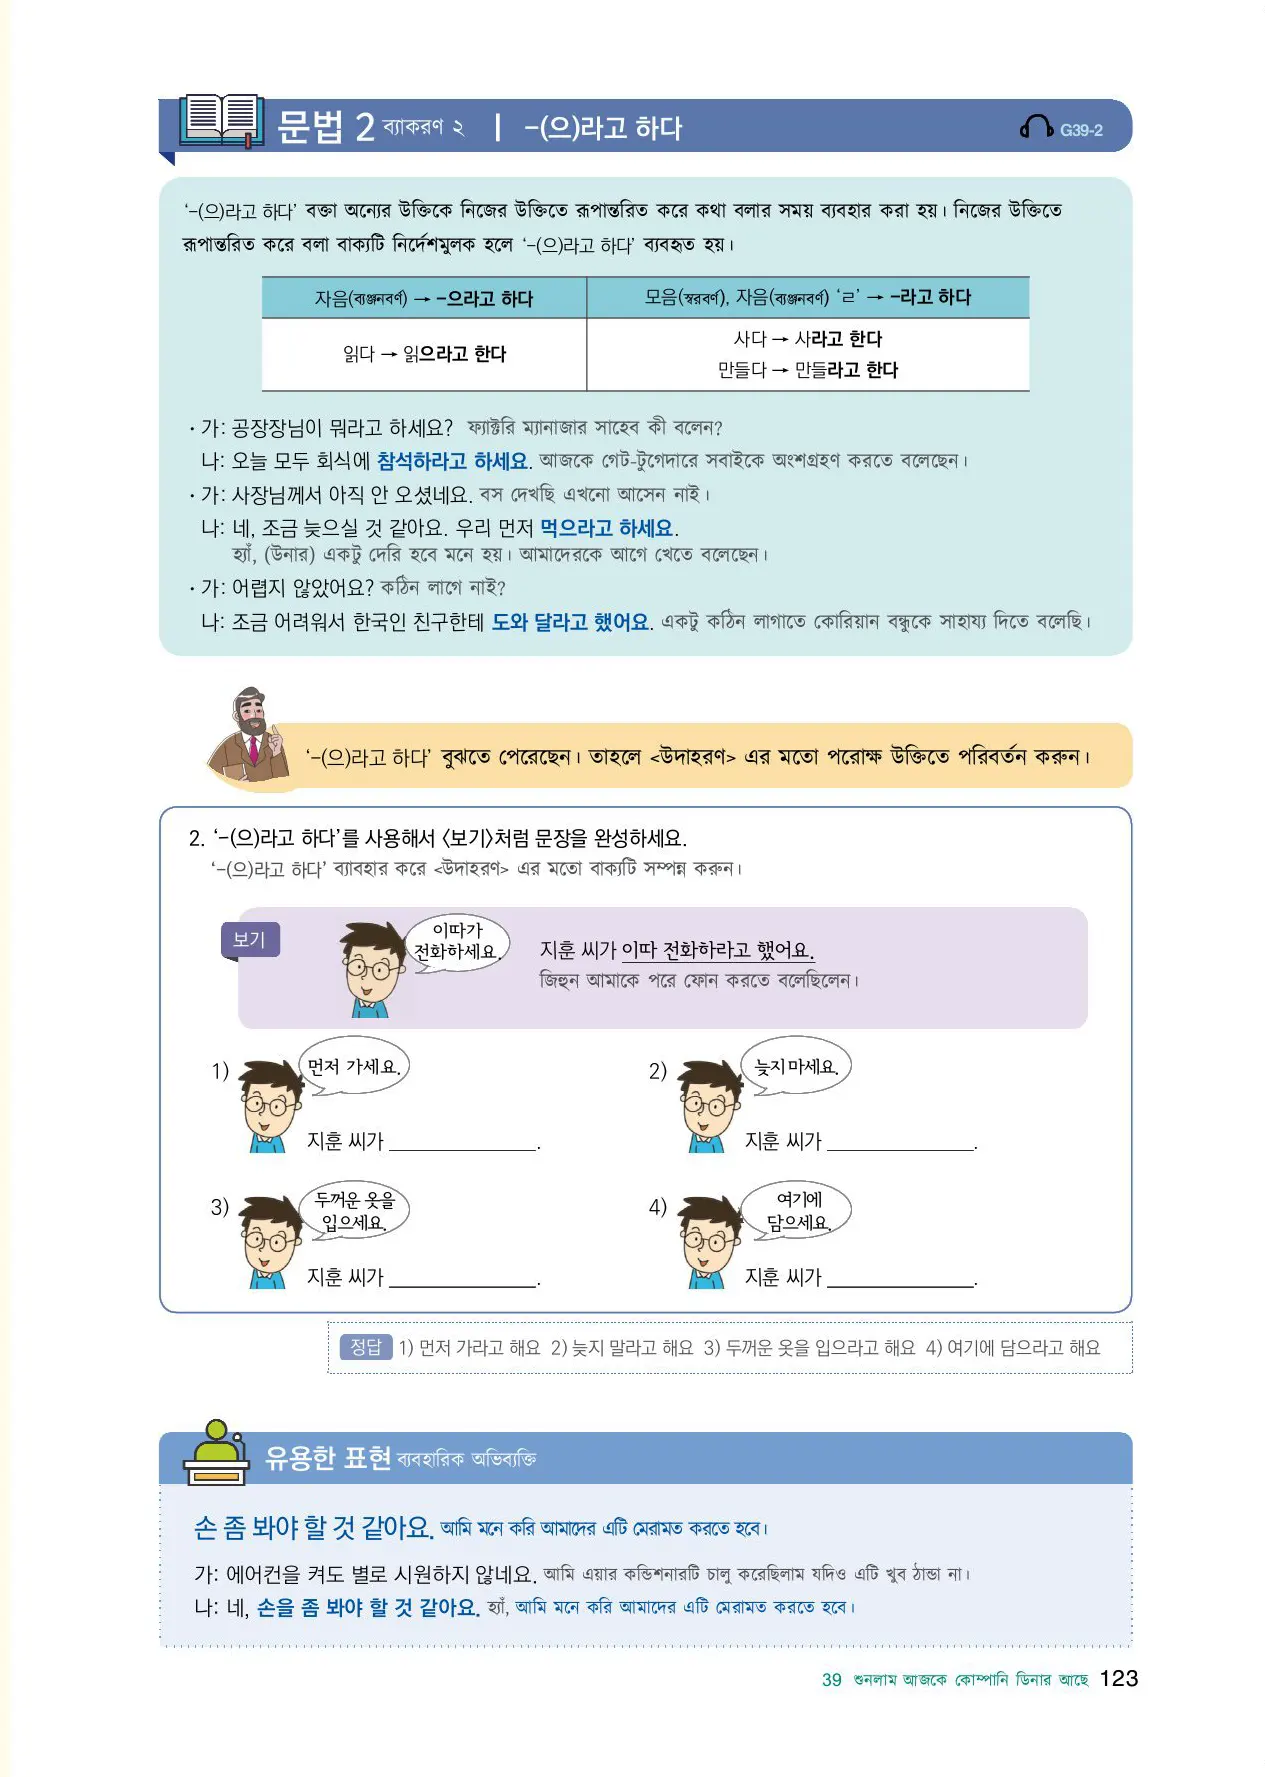 문법 2 ব্যাকরণ ২ | -(으)라고 하다
G39-2
‘-(으)라고 하다’ বক্তা অন্যের উক্তিকে নিজের উক্তিতে রূপান্তরিত করে কথা বলার সময় ব্যবহার করা হয়। নিজের উক্তিতে
রূপান্তরিত করে বলা বাক্যটি নির্দেশমুলক হলে ‘-(으)라고 하다’ ব্যবহৃত হয়।
자음(ব্যঞ্জনবর্ণ) → -으라고 하다
모음(স্বরবর্ণ), 자음(ব্যঞ্জনবর্ণ) ‘ㄹ’ → -라고 하다
읽다 → 읽으라고 한다
사다 → 사라고 한다
만들다 → 만들라고 한다
· 가: 공장장님이 뭐라고 하세요? ফ্যাক্টরি ম্যানাজার সাহেব কী বলেন?
나: 오늘 모두 회식에 참석하라고 하세요. আজকে গেট-টুগেদারে সবাইকে অংশগ্রহণ করতে বলেছেন।
· 가: 사장님께서 아직 안 오셨네요. বস দেখছি এখনো আসেন নাই।
나: 네, 조금 늦으실 것 같아요. 우리 먼저 먹으라고 하세요.
হ্যাঁ, (উনার) একটু দেরি হবে মনে হয়। আমাদেরকে আগে খেতে বলেছেন।
· 가: 어렵지 않았어요? কঠিন লাগে নাই?
나: 조금 어려워서 한국인 친구한테 도와 달라고 했어요. একটু কঠিন লাগাতে কোরিয়ান বন্ধুকে সাহায্য দিতে বলেছি।
‘-(으)라고 하다’ বুঝতে পেরেছেন। তাহলে <উদাহরণ> এর মতো পরোক্ষ উক্তিতে পরিবর্তন করুন।
2. ‘-(으)라고 하다’를 사용해서 〈보기〉처럼 문장을 완성하세요.
‘-(으)라고 하다’ ব্যাবহার করে <উদাহরণ> এর মতো বাক্যটি সম্পন্ন করুন।
보기
이따가
전화하세요.
지훈 씨가 이따 전화하라고 했어요.
জিহুন আমাকে পরে ফোন করতে বলেছিলেন।
1) 먼저 가세요.
지훈 씨가 ______________.
2) 늦지 마세요.
지훈 씨가 ______________.
3) 두꺼운 옷을
입으세요.
지훈 씨가 ______________.
4) 여기에
담으세요.
지훈 씨가 ______________.
정답 1) 먼저 가라고 해요 2) 늦지 말라고 해요 3) 두꺼운 옷을 입으라고 해요 4) 여기에 담으라고 해요
유용한 표현 ব্যবহারিক অভিব্যক্তি
손 좀 봐야 할 것 같아요. আমি মনে করি আমাদের এটি মেরামত করতে হবে।
가: 에어컨을 켜도 별로 시원하지 않네요. আমি এয়ার কন্ডিশনারটি চালু করেছিলাম যদিও এটি খুব ঠান্ডা না।
나: 네, 손을 좀 봐야 할 것 같아요. হ্যাঁ, আমি মনে করি আমাদের এটি মেরামত করতে হবে।
39 শুনলাম আজকে কোম্পানি ডিনার আছে 123